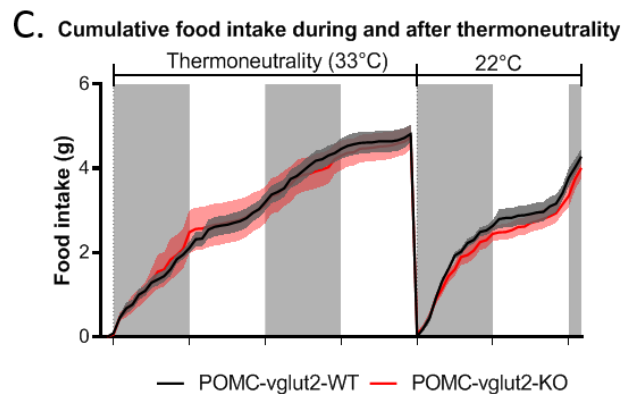 C. Cumulative food intake during and after thermoneutrality
Thermoneutrality (33°C) 22°C
6
4
2
0
Food intake (g)
POMC-vglut2-WT POMC-vglut2-KO